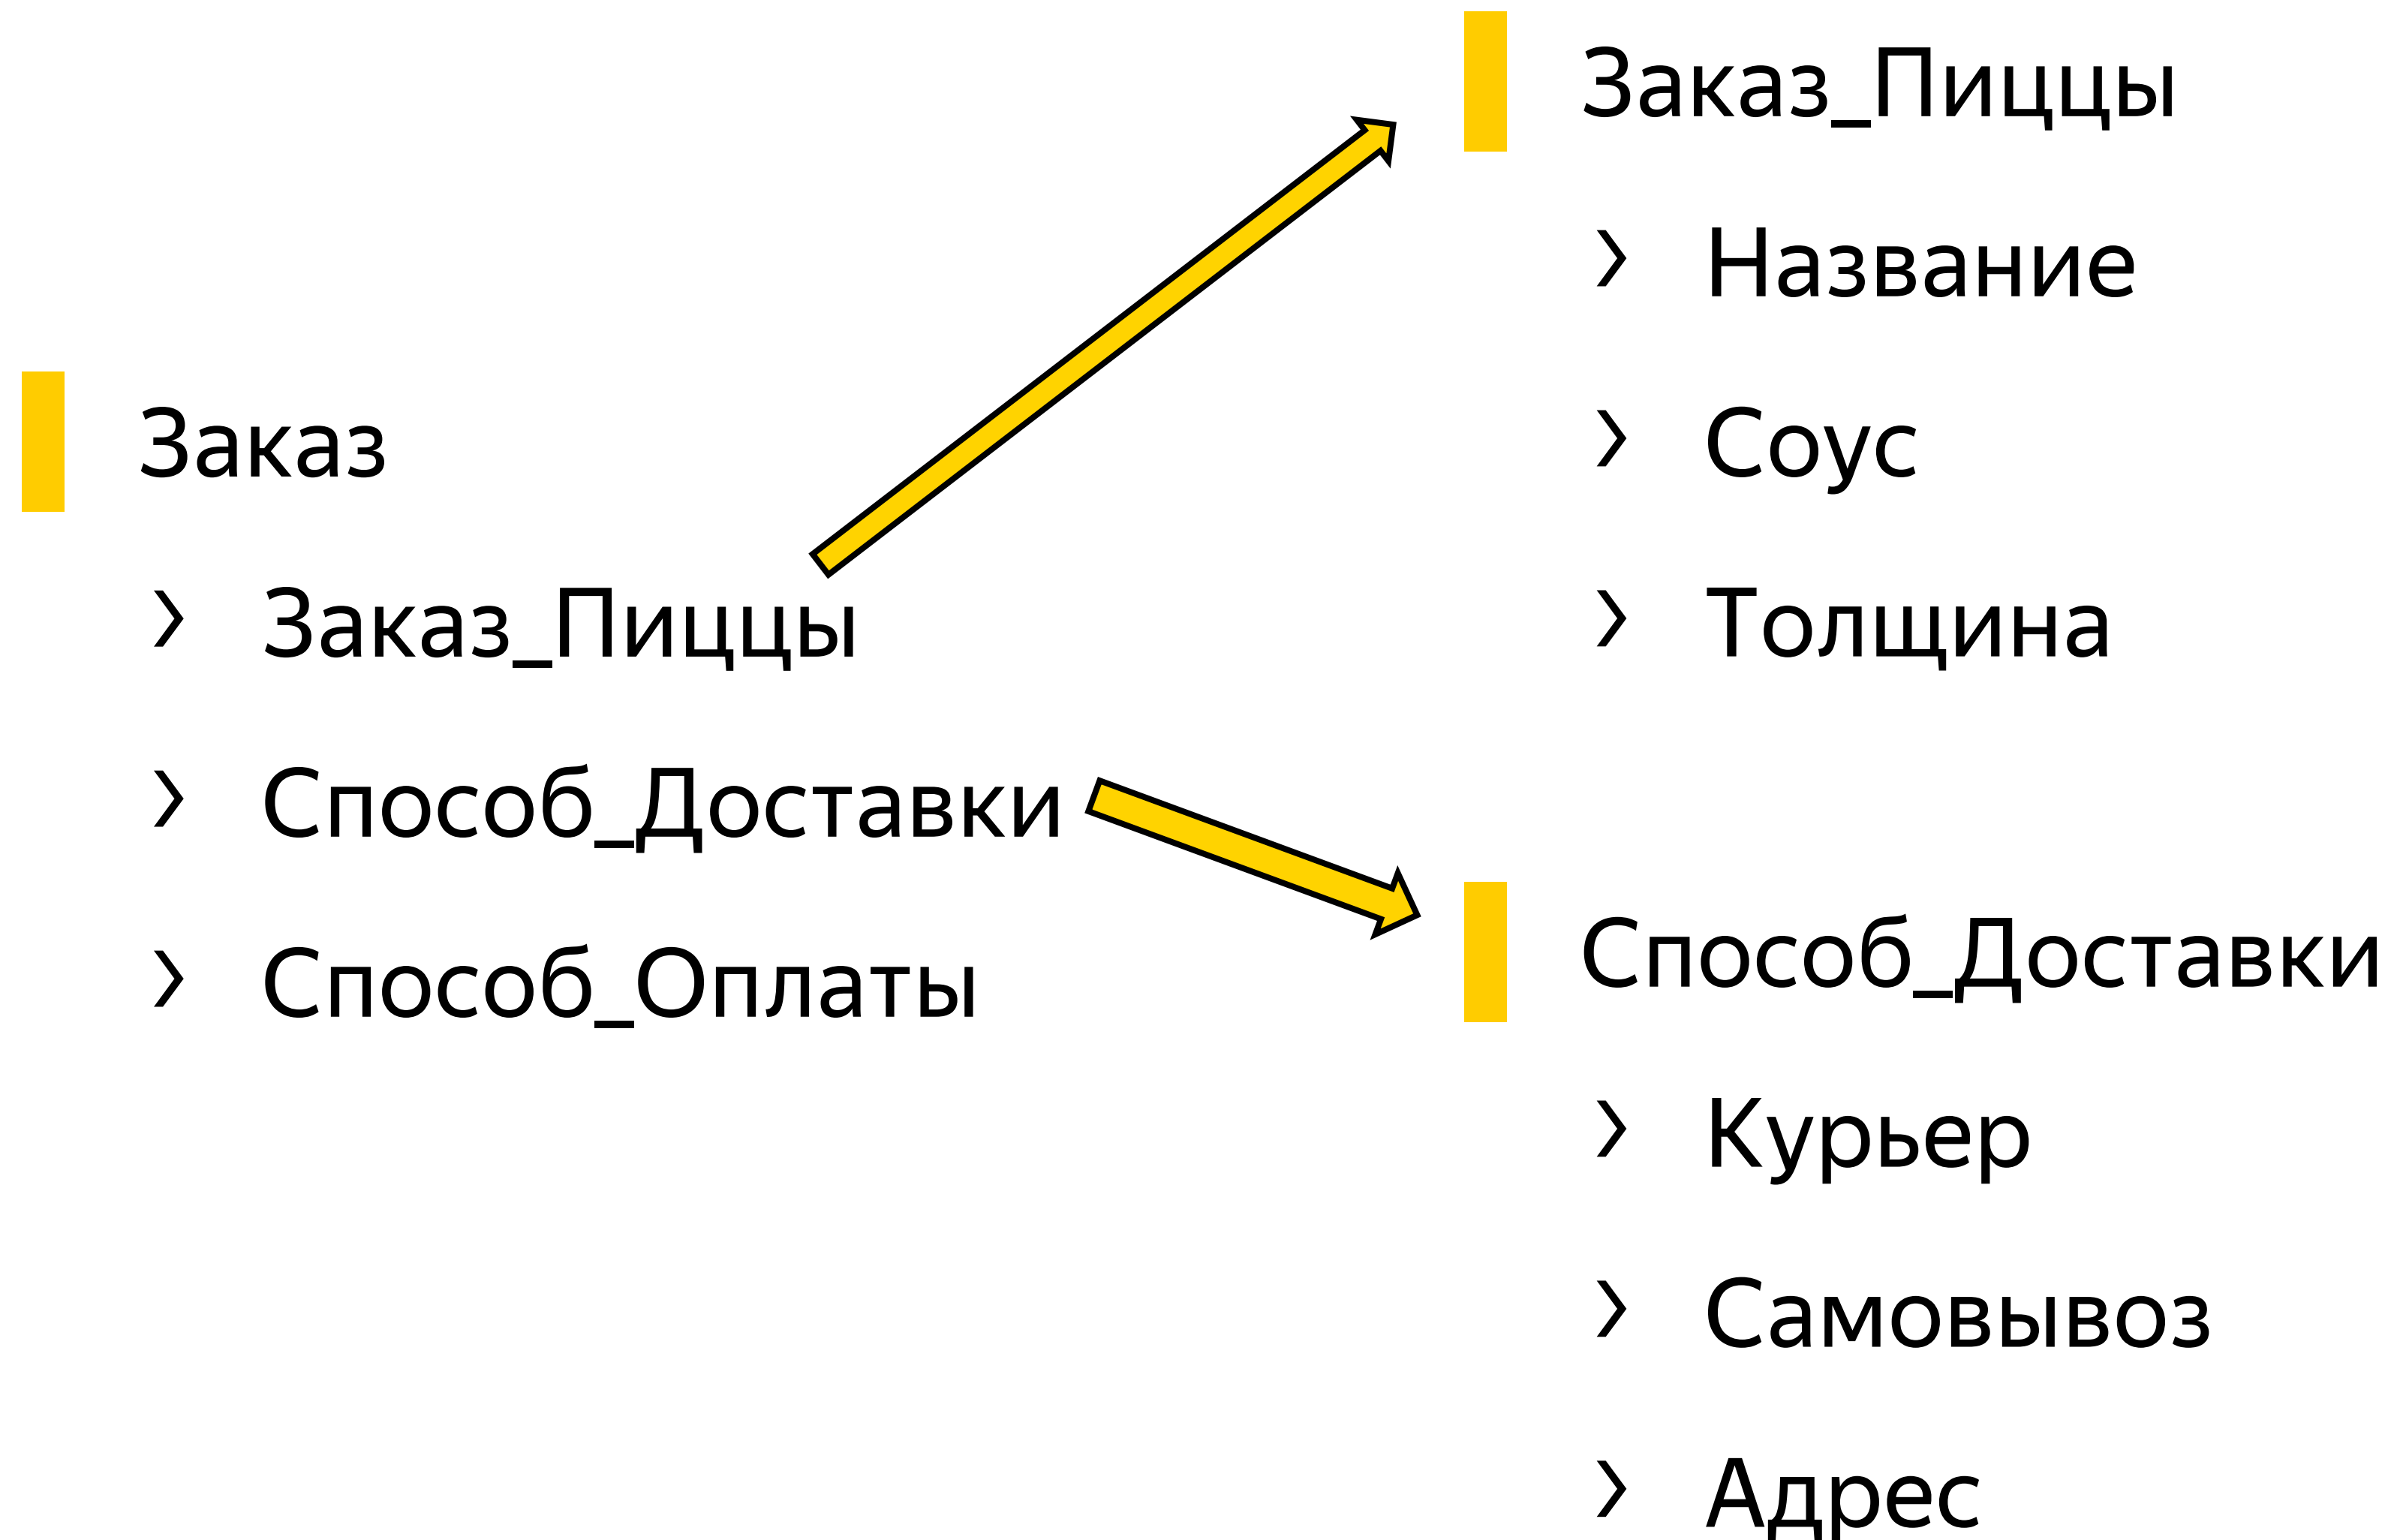 Заказ
Заказ_Пиццы
Способ_Доставки
Способ_Оплаты
Заказ_Пиццы
Название
Соус
Толщина
Способ_Доставки
Курьер
Самовывоз
Адрес